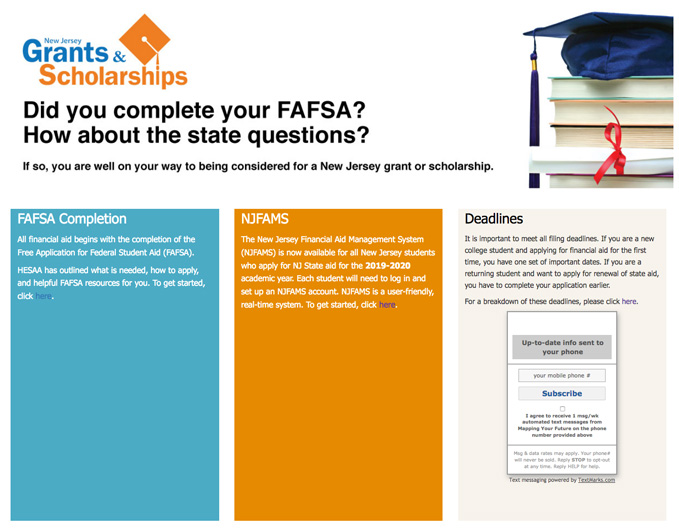 New Jersey
Grants &
Scholarships
Did you complete your FAFSA?
How about the state questions?
If so, you are well on your way to being considered for a New Jersey grant or scholarship.
FAFSA Completion
All financial aid begins with the completion of the
Free Application for Federal Student Aid (FAFSA).
HESAA has outlined what is needed, how to apply,
and helpful FAFSA resources for you. To get started,
click here.
NJFAMS
The New Jersey Financial Aid Management System
(NJFAMS) is now available for all New Jersey students
who apply for NJ State aid for the 2019-2020
academic year. Each student will need to log in and
set up an NJFAMS account. NJFAMS is a user-friendly,
real-time system. To get started, click here.
Deadlines
It is important to meet all filing deadlines. If you are a new
college student and applying for financial aid for the first
time, you have one set of important dates. If you are a
returning student and want to apply for renewal of state aid,
you have to complete your application earlier.
For a breakdown of these deadlines, please click here.
Up-to-date info sent to
your phone
your mobile phone #
Subscribe
I agree to receive 1 msg/wk
automated text messages from
Mapping Your Future on the phone
number provided above
Msg & data rates may apply. Your phone#
will never be sold. Reply STOP to opt-out
at any time. Reply HELP for help.
Text messaging powered by TextMarks.com